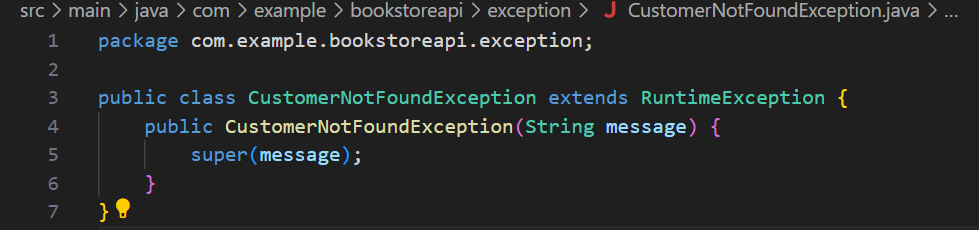 src > main > java > com > example > bookstoreapi > exception > J CustomerNotFoundException.java > ...
1 package com.example.bookstoreapi.exception;
2
3 public class CustomerNotFoundException extends RuntimeException {
4     public CustomerNotFoundException(String message) {
5         super(message);
6     }
7 }